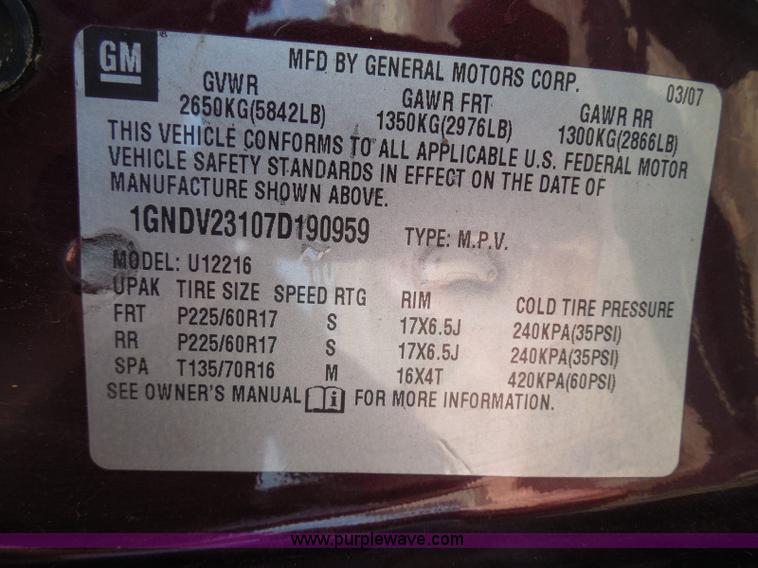 GM
MFD BY GENERAL MOTORS CORP. 03/07
GVWR GAWR FRT GAWR RR
2650KG(5842LB) 1350KG(2976LB) 1300KG(2866LB)
THIS VEHICLE CONFORMS TO ALL APPLICABLE U.S. FEDERAL MOTOR
VEHICLE SAFETY STANDARDS IN EFFECT ON THE DATE OF
MANUFACTURE SHOWN ABOVE.
1GNDV23107D190959 TYPE: M.P.V.
MODEL: U12216
UPAK TIRE SIZE SPEED RTG RIM COLD TIRE PRESSURE
FRT P225/60R17 S 17X6.5J 240KPA(35PSI)
RR P225/60R17 S 17X6.5J 240KPA(35PSI)
SPA T135/70R16 M 16X4T 420KPA(60PSI)
SEE OWNER'S MANUAL i FOR MORE INFORMATION.
www.purplewave.com